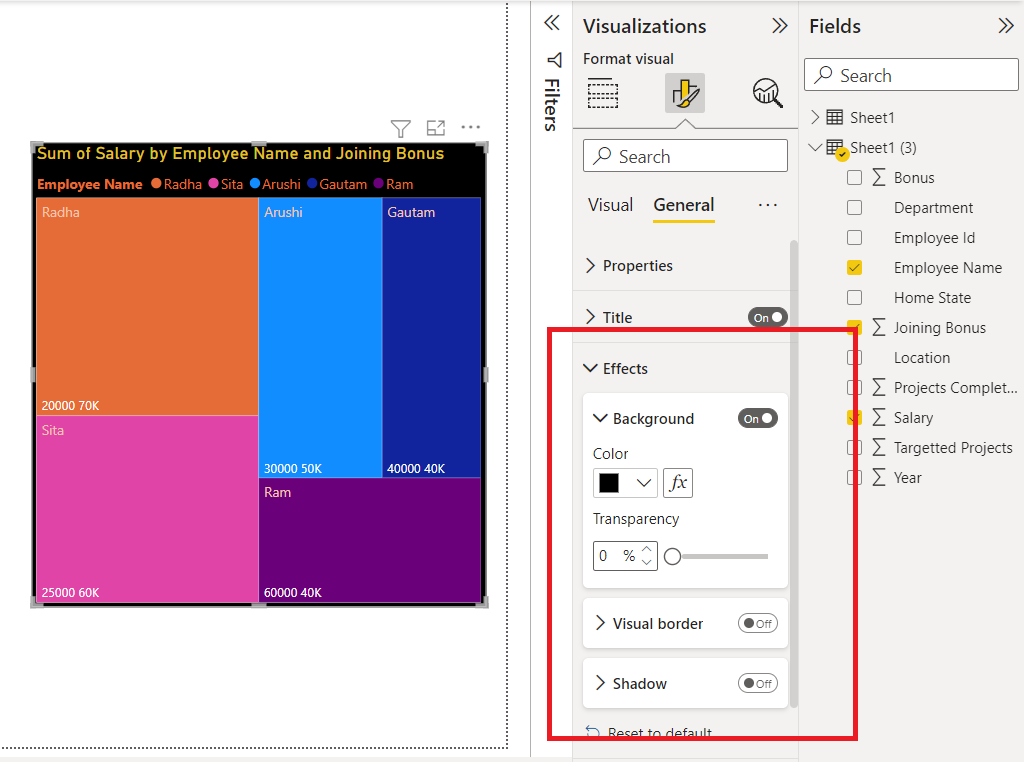 Sum of Salary by Employee Name and Joining Bonus
Employee Name Radha Sita Arushi Gautam Ram
Radha
20000 70K
Sita
25000 60K
Arushi
30000 50K
Gautam
40000 40K
Ram
60000 40K
Filters
Visualizations
Format visual
Search
Visual General ...
Properties
Title On
Effects
Background On
Color
fx
Transparency
0 %
Visual border Off
Shadow Off
Reset to default
Fields
Search
Sheet1
Sheet1 (3)
Σ Bonus
Department
Employee Id
Employee Name
Home State
Σ Joining Bonus
Location
Σ Projects Complet...
Σ Salary
Σ Targetted Projects
Σ Year